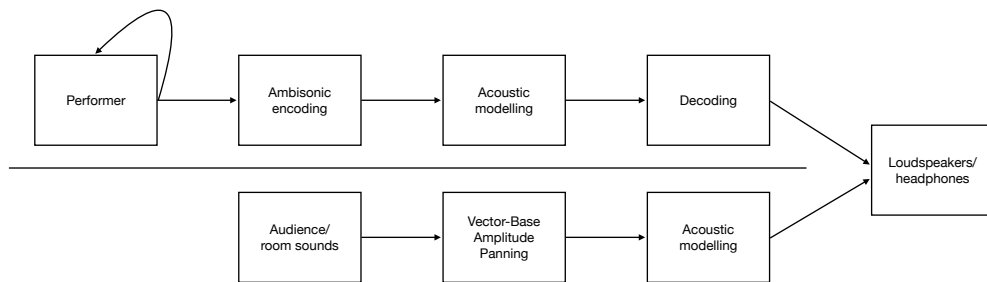 Performer
Ambisonic
encoding
Acoustic
modelling
Decoding
Loudspeakers/
headphones
Audience/
room sounds
Vector-Base
Amplitude
Panning
Acoustic
modelling